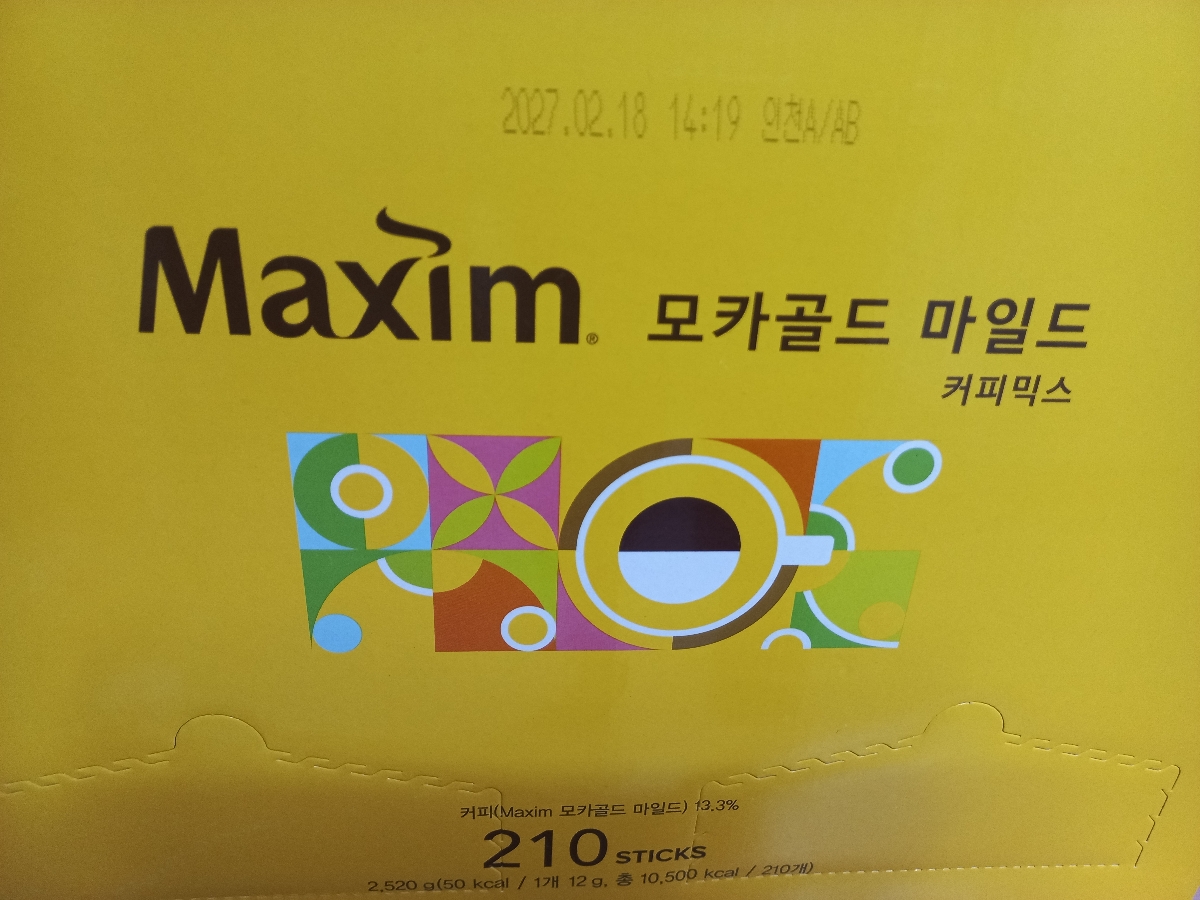 2027.02.18 14:19 인천A/AB
Maxim® 모카골드 마일드
커피믹스
커피(Maxim 모카골드 마일드) 13.3%
210 STICKS
2,520 g(50 kcal / 1개 12 g, 총 10,500 kcal / 210개)